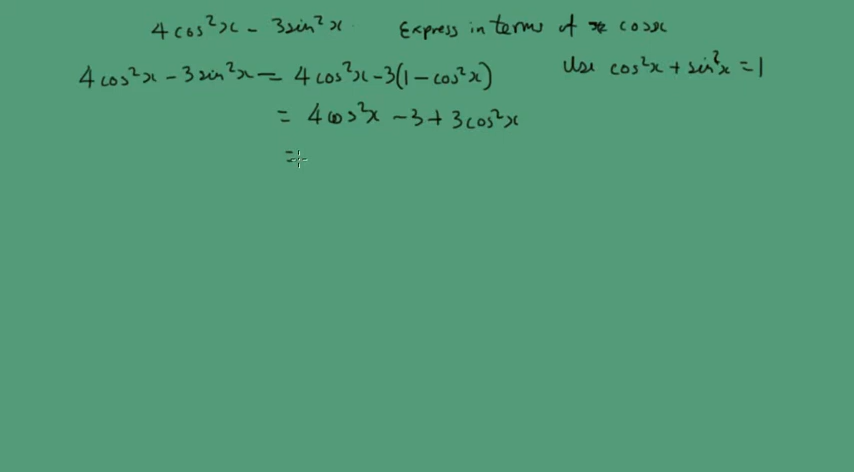 4cos²x - 3sin²x. Express in terms of cosx
4cos²x - 3sin²x = 4cos²x - 3(1 - cos²x) Use cos²x + sin²x = 1
= 4cos²x - 3 + 3cos²x
=